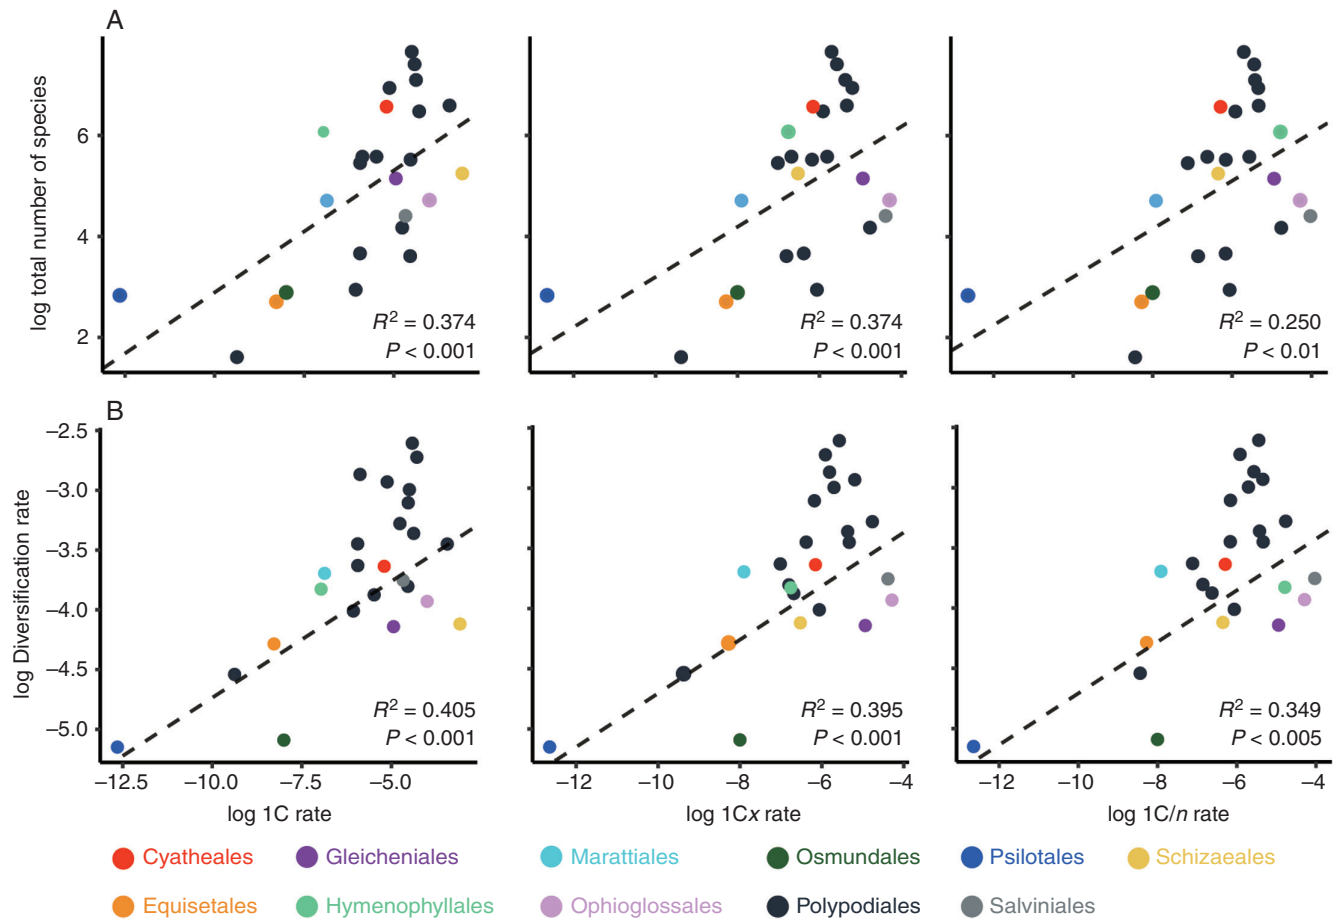 A
log total number of species
6
4
2
R² = 0.374
P < 0.001
R² = 0.374
P < 0.001
R² = 0.250
P < 0.01
B
log Diversification rate
−2.5
−3.0
−3.5
−4.0
−4.5
−5.0
R² = 0.405
P < 0.001
R² = 0.395
P < 0.001
R² = 0.349
P < 0.005
−12.5 −10.0 −7.5 −5.0
−12 −10 −8 −6 −4
−12 −10 −8 −6 −4
log 1C rate
log 1Cx rate
log 1C/n rate
Cyatheales Gleicheniales Marattiales Osmundales Psilotales Schizaeales
Equisetales Hymenophyllales Ophioglossales Polypodiales Salviniales